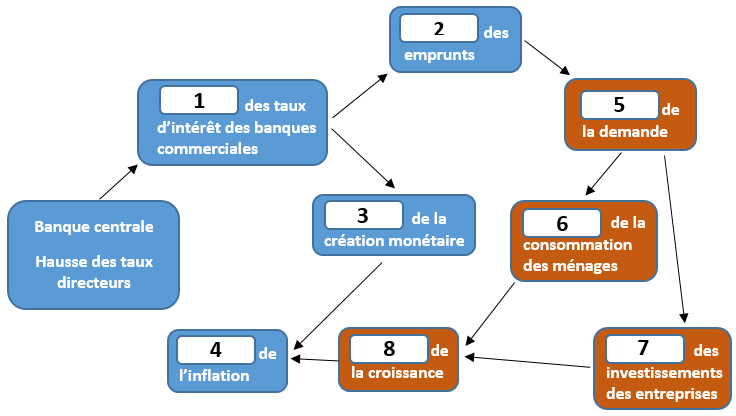 2 des
emprunts
1 des taux
d'intérêt des banques
commerciales
5 de
la demande
Banque centrale
Hausse des taux
directeurs
3 de la
création monétaire
6 de la
consommation
des ménages
4 de
l'inflation
8 de
la croissance
7 des
investissements
des entreprises